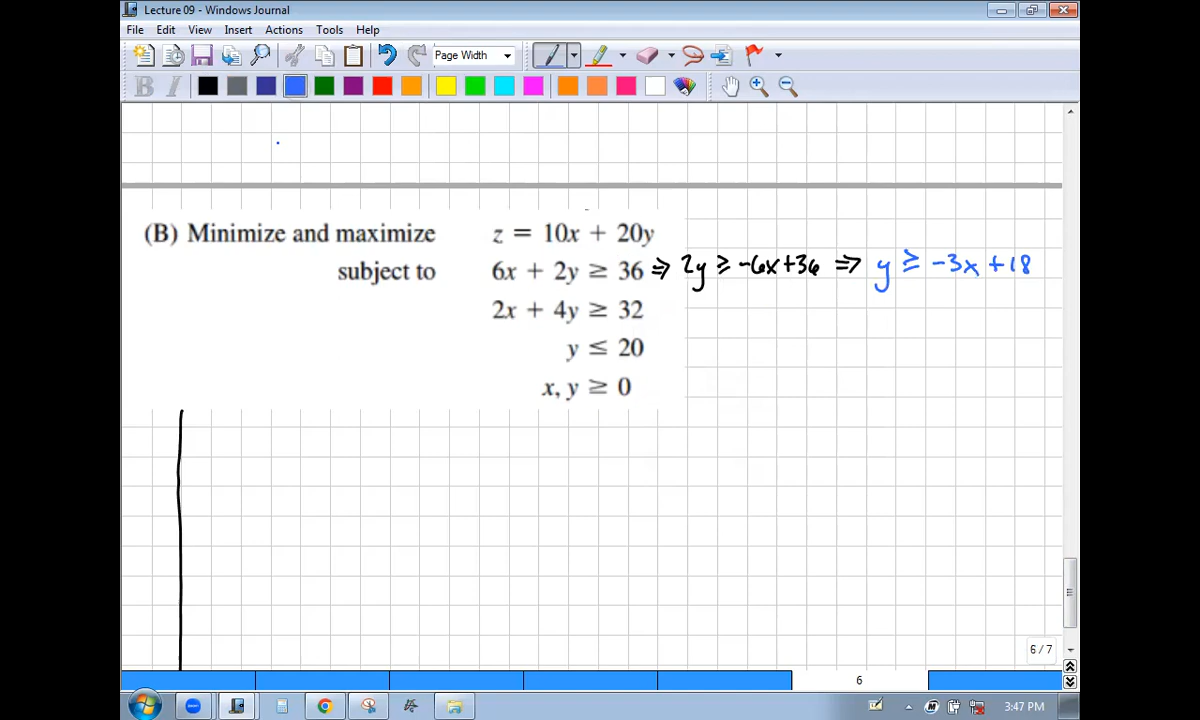 Lecture 09 - Windows Journal
File Edit View Insert Actions Tools Help
Page Width
B I
(B) Minimize and maximize z = 10x + 20y
subject to 6x + 2y ≥ 36 ⇒ 2y ≥ -6x+36 ⇒ y ≥ -3x + 18
2x + 4y ≥ 32
y ≤ 20
x, y ≥ 0
6 / 7
6
3:47 PM